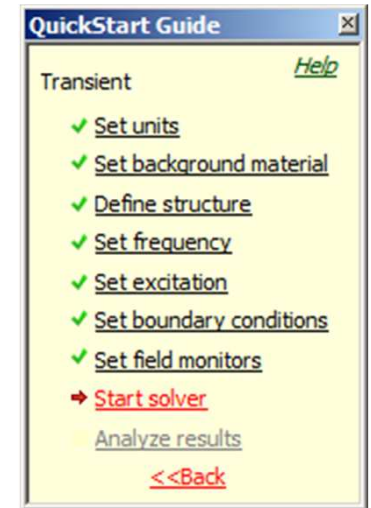 QuickStart Guide
Help
Transient
Set units
Set background material
Define structure
Set frequency
Set excitation
Set boundary conditions
Set field monitors
Start solver
Analyze results
<<Back